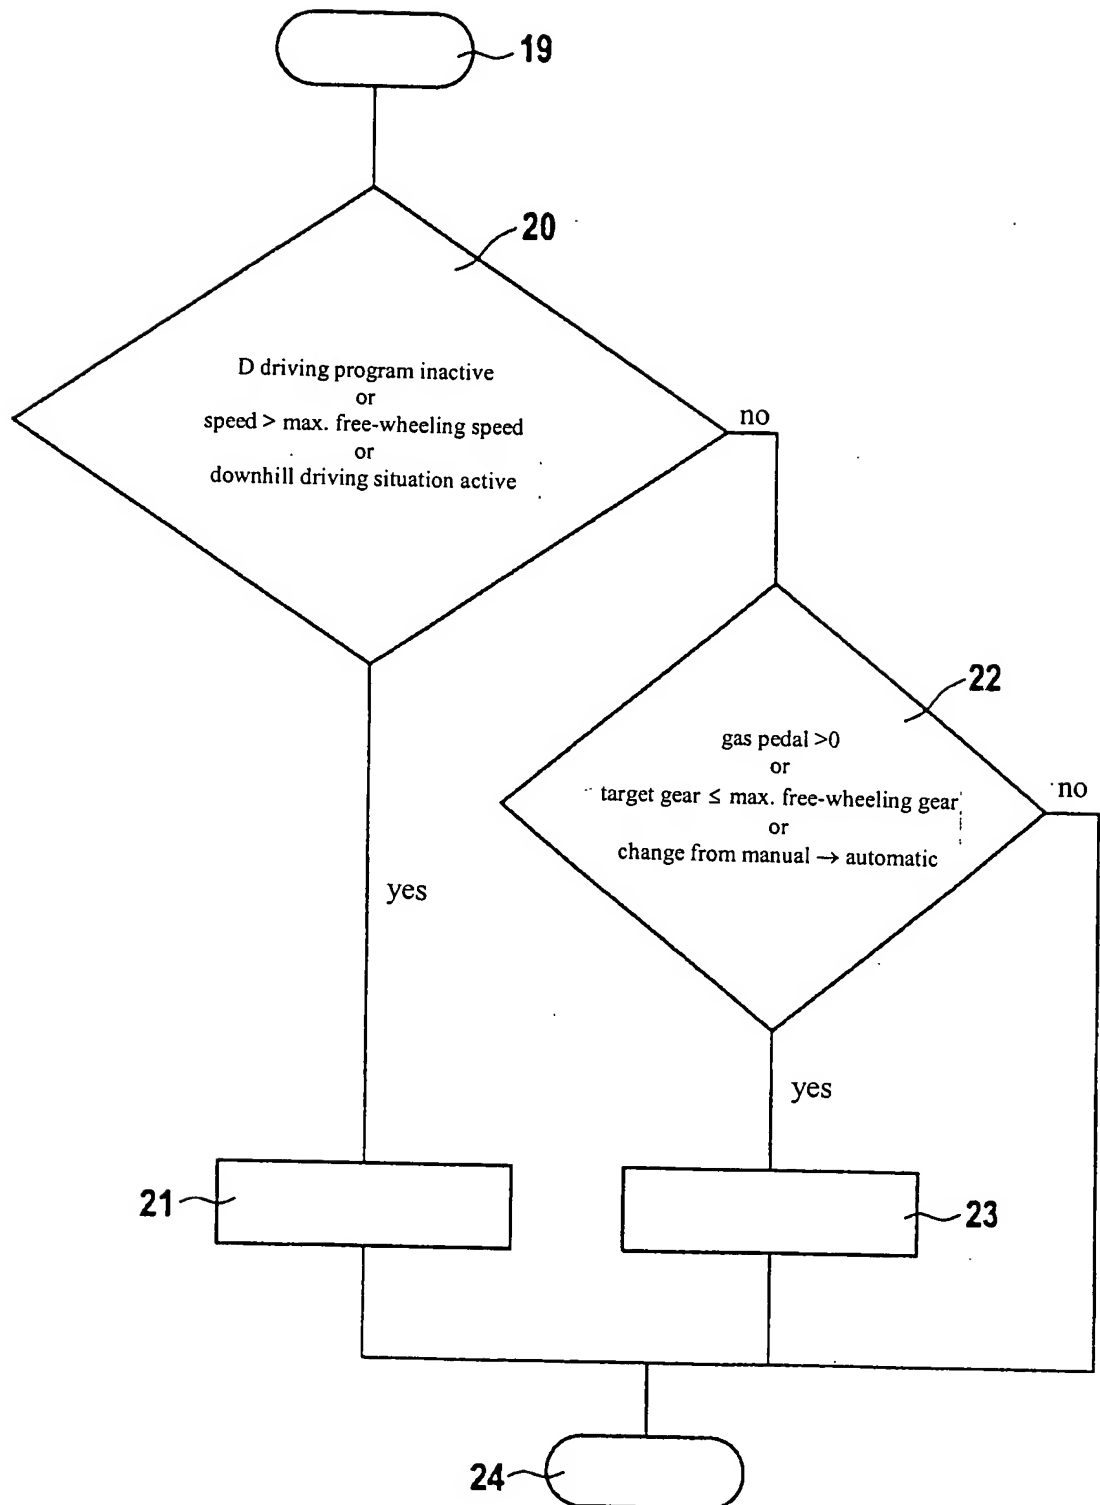 19
20
D driving program inactive
or
speed > max. free-wheeling speed
or
downhill driving situation active
no
22
gas pedal >0
or
target gear ≤ max. free-wheeling gear
or
change from manual → automatic
no
yes
yes
21
23
24